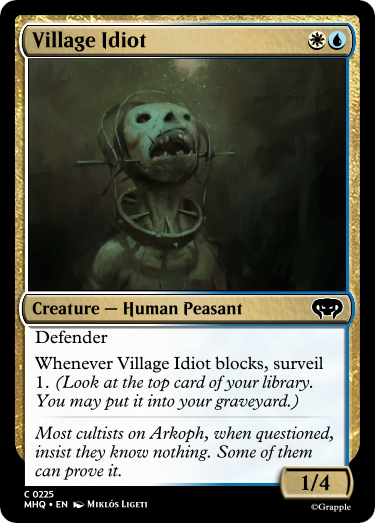 Village Idiot
Creature — Human Peasant
Defender
Whenever Village Idiot blocks, surveil
1. (Look at the top card of your library.
You may put it into your graveyard.)
Most cultists on Arkoph, when questioned,
insist they know nothing. Some of them
can prove it.
1/4
C 0225
MHQ • EN Miklós Ligeti
©Grapple